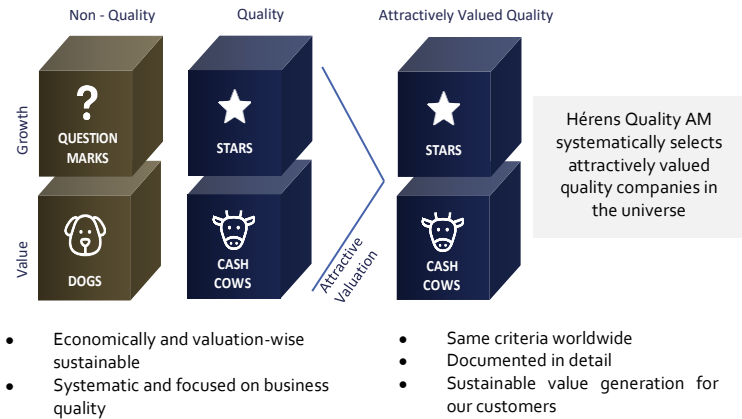 Non - Quality
Quality
Attractively Valued Quality
Growth
?
QUESTION
MARKS
STARS
STARS
Hérens Quality AM
systematically selects
attractively valued
quality companies in
the universe
Value
DOGS
CASH
COWS
Attractive
Valuation
CASH
COWS
• Economically and valuation-wise
sustainable
• Systematic and focused on business
quality
• Same criteria worldwide
• Documented in detail
• Sustainable value generation for
our customers